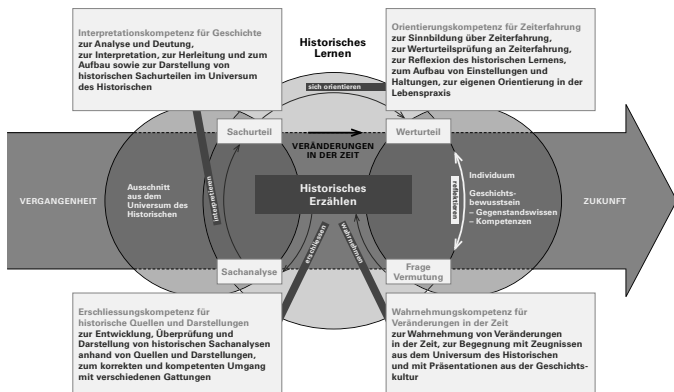 Interpretationskompetenz für Geschichte
zur Analyse und Deutung,
zur Interpretation, zur Herleitung und zum
Aufbau sowie zur Darstellung von
historischen Sachurteilen im Universum
des Historischen
Historisches
Lernen
Orientierungskompetenz für Zeiterfahrung
zur Sinnbildung über Zeiterfahrung,
zur Werturteilsprüfung an Zeiterfahrung,
zur Reflexion des historischen Lernens,
zum Aufbau von Einstellungen und
Haltungen, zur eigenen Orientierung in der
Lebenspraxis
sich orientieren
Sachurteil
Werturteil
VERÄNDERUNGEN
IN DER ZEIT
VERGANGENHEIT
Ausschnitt
aus dem
Universum des
Historischen
interpretieren
Historisches
Erzählen
reflektieren
Individuum
Geschichts-
bewusstsein
– Gegenstandswissen
– Kompetenzen
ZUKUNFT
erschliessen
wahrnehmen
Sachanalyse
Frage
Vermutung
Erschliessungskompetenz für
historische Quellen und Darstellungen
zur Entwicklung, Überprüfung und
Darstellung von historischen Sachanalysen
anhand von Quellen und Darstellungen,
zum korrekten und kompetenten Umgang
mit verschiedenen Gattungen
Wahrnehmungskompetenz für
Veränderungen in der Zeit
zur Wahrnehmung von Veränderungen
in der Zeit, zur Begegnung mit Zeugnissen
aus dem Universum des Historischen
und mit Präsentationen aus der Geschichts-
kultur